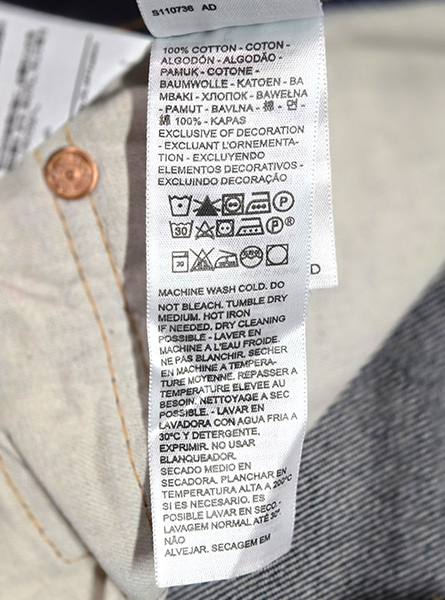 S110736 AD
100% COTTON - COTON -
ALGODÓN - ALGODÃO -
PAMUK - COTONE -
BAUMWOLLE - KATOEN - BA
MBAKI - ХЛОПОК - BAWEŁNA
- PAMUT - BAVLNA - 棉 - 면 -
綿 100% - KAPAS
EXCLUSIVE OF DECORATION
- EXCLUANT L'ORNEMENTA-
TION - EXCLUYENDO
ELEMENTOS DECORATIVOS -
EXCLUINDO DECORAÇÃO
P
30 P®
30
D
MACHINE WASH COLD. DO
NOT BLEACH. TUMBLE DRY
MEDIUM. HOT IRON
IF NEEDED. DRY CLEANING
POSSIBLE - LAVER EN
MACHINE A L'EAU FROIDE.
NE PAS BLANCHIR. SECHER
EN MACHINE A TEMPERA-
TURE MOYENNE. REPASSER A
TEMPERATURE ELEVEE AU
BESOIN. NETTOYAGE A SEC
POSSIBLE. - LAVAR EN
LAVADORA CON AGUA FRIA A
30°C Y DETERGENTE,
EXPRIMIR. NO USAR
BLANQUEADOR.
SECADO MEDIO EN
SECADORA. PLANCHAR EN
TEMPERATURA ALTA A 200°C
SI ES NECESARIO. ES
POSIBLE LAVAR EN SECO -
LAVAGEM NORMAL ATÉ 30°.
NÃO
ALVEJAR. SECAGEM EM